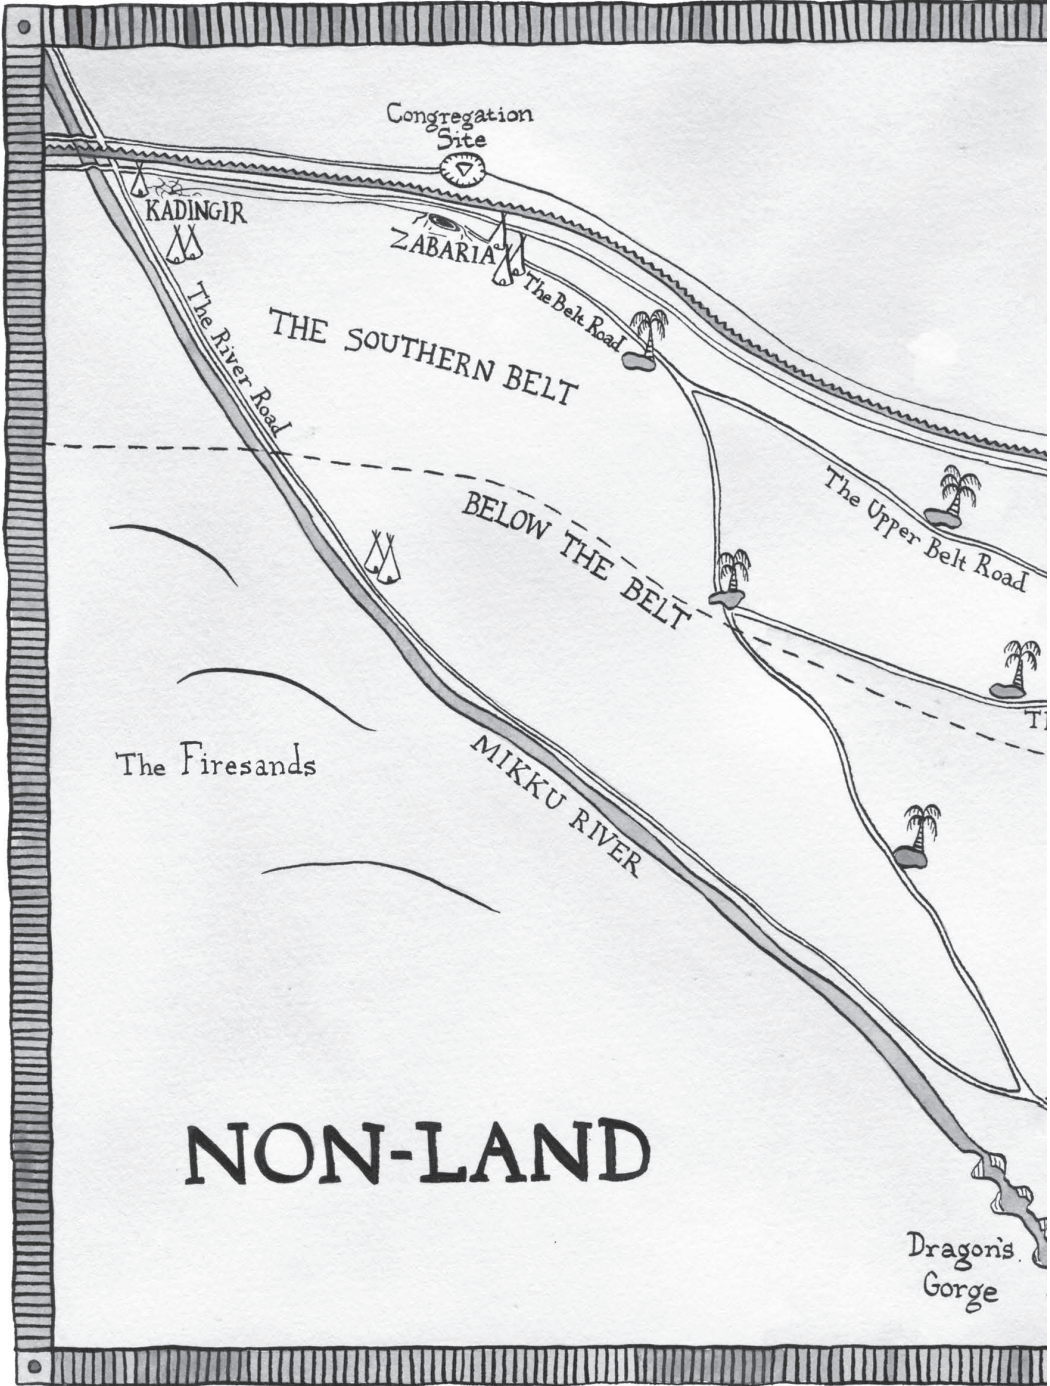 Congregation
Site
KADINGIR
ZABARIA
The Belt Road
The River Road
THE SOUTHERN BELT
The Upper Belt Road
BELOW THE BELT
The Firesands
MIKKU RIVER
NON-LAND
Dragon's
Gorge